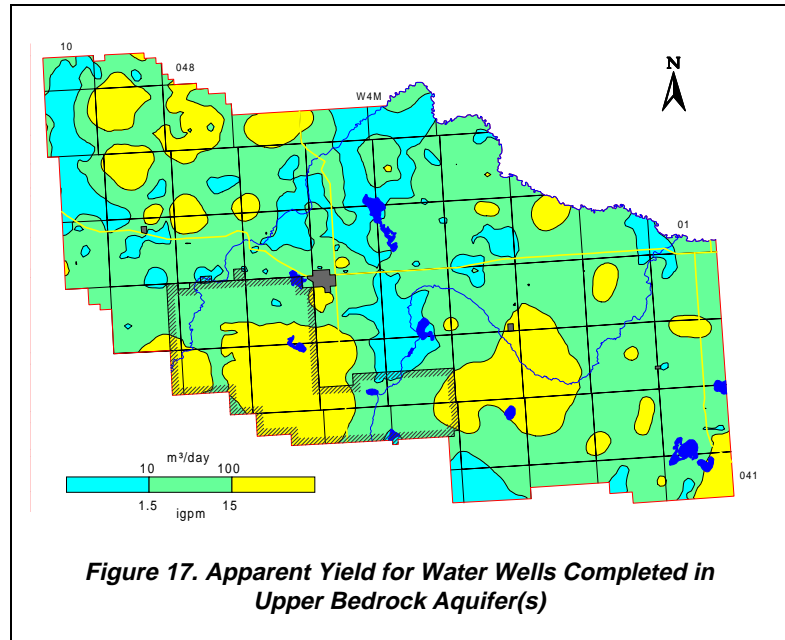 10
048
W4M
N
01
10 m³/day 100
1.5 igpm 15
041
Figure 17. Apparent Yield for Water Wells Completed in
Upper Bedrock Aquifer(s)